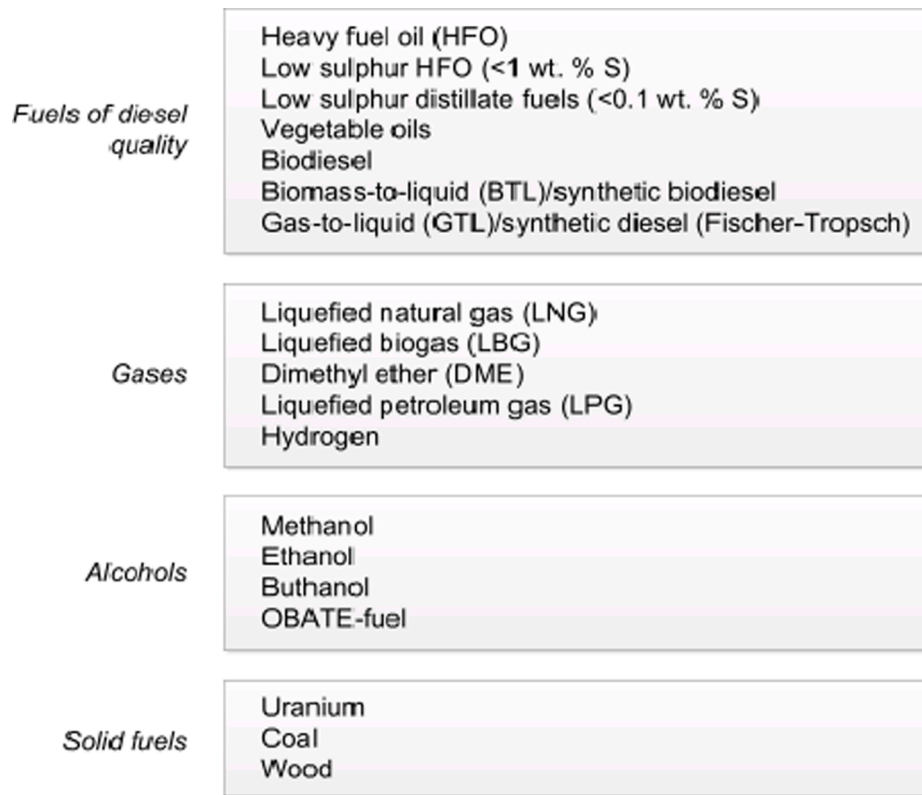 Fuels of diesel
quality
Heavy fuel oil (HFO)
Low sulphur HFO (<1 wt. % S)
Low sulphur distillate fuels (<0.1 wt. % S)
Vegetable oils
Biodiesel
Biomass-to-liquid (BTL)/synthetic biodiesel
Gas-to-liquid (GTL)/synthetic diesel (Fischer-Tropsch)
Gases
Liquefied natural gas (LNG)
Liquefied biogas (LBG)
Dimethyl ether (DME)
Liquefied petroleum gas (LPG)
Hydrogen
Alcohols
Methanol
Ethanol
Buthanol
OBATE-fuel
Solid fuels
Uranium
Coal
Wood